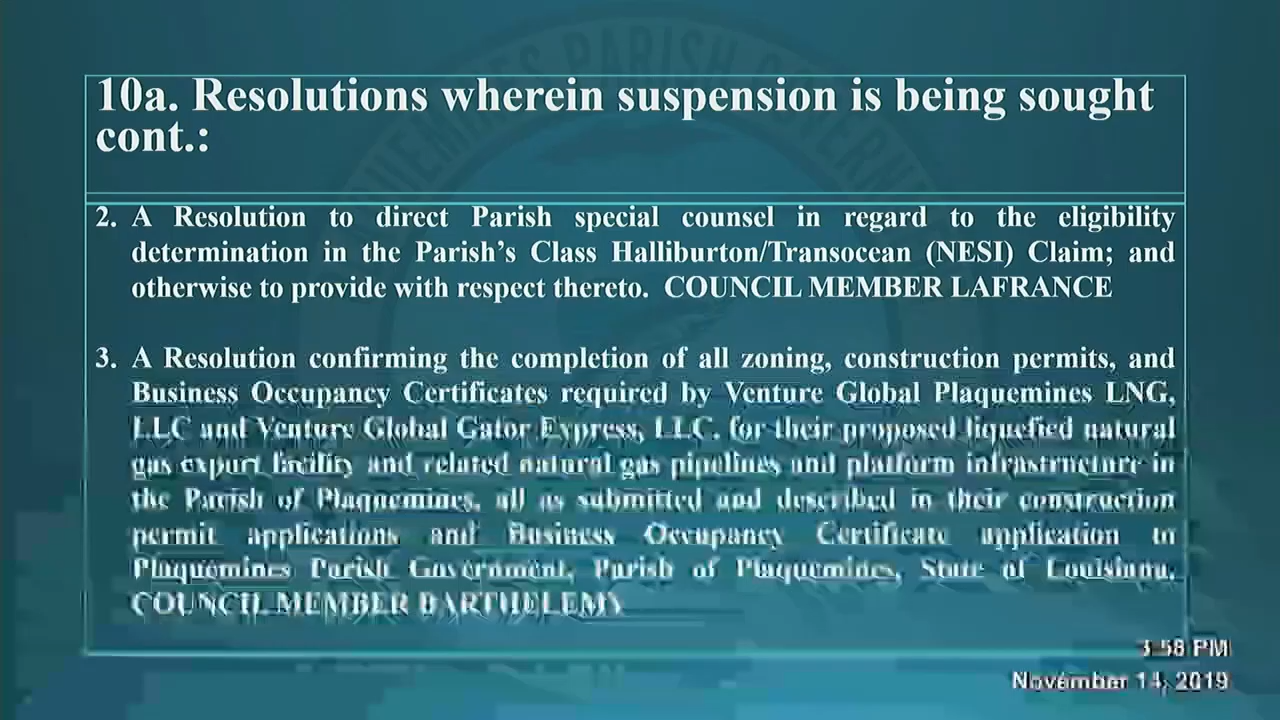 PLAQUEMINES PARISH GOVERNM
10a. Resolutions wherein suspension is being sought
cont.:
2. A Resolution to direct Parish special counsel in regard to the eligibility
determination in the Parish's Class Halliburton/Transocean (NESI) Claim; and
otherwise to provide with respect thereto. COUNCIL MEMBER LAFRANCE
3. A Resolution confirming the completion of all zoning, construction permits, and
Business Occupancy Certificates required by Venture Global Plaquemines LNG,
LLC and Venture Global Gator Express, LLC, for their proposed liquefied natural
gas export facility and related natural gas pipelines and platform infrastructure in
the Parish of Plaquemines, all as submitted and described in their construction
permit applications and Business Occupancy Certificate application to
Plaquemines Parish Government, Parish of Plaquemines, State of Louisiana.
COUNCIL MEMBER BARTHELEMY
3:58 PM
November 14, 2019